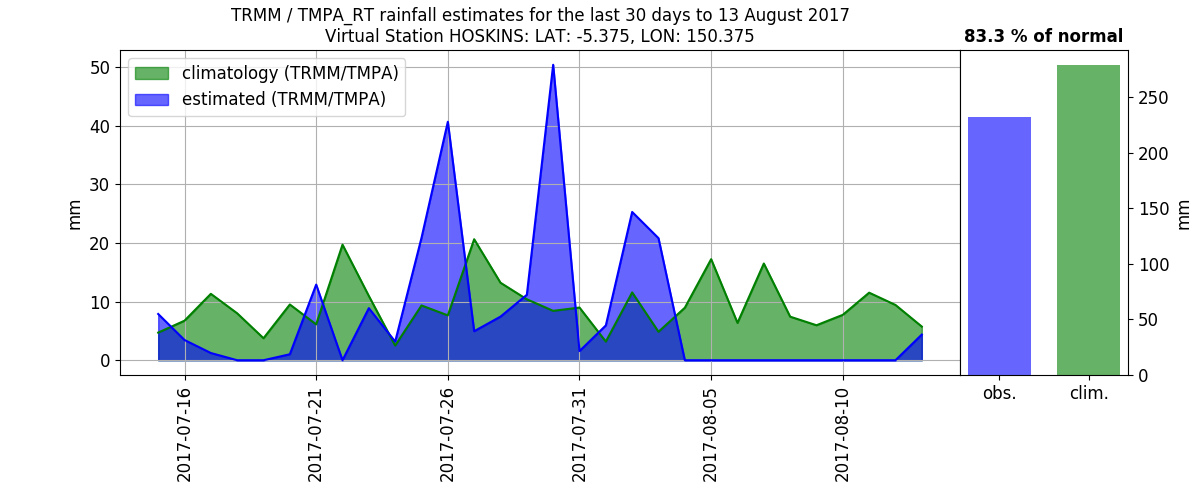 TRMM / TMPA_RT rainfall estimates for the last 30 days to 13 August 2017
Virtual Station HOSKINS: LAT: -5.375, LON: 150.375
83.3 % of normal
climatology (TRMM/TMPA)
estimated (TRMM/TMPA)
50
40
30
20
10
0
mm
2017-07-16
2017-07-21
2017-07-26
2017-07-31
2017-08-05
2017-08-10
250
200
150
100
50
0
mm
obs.
clim.